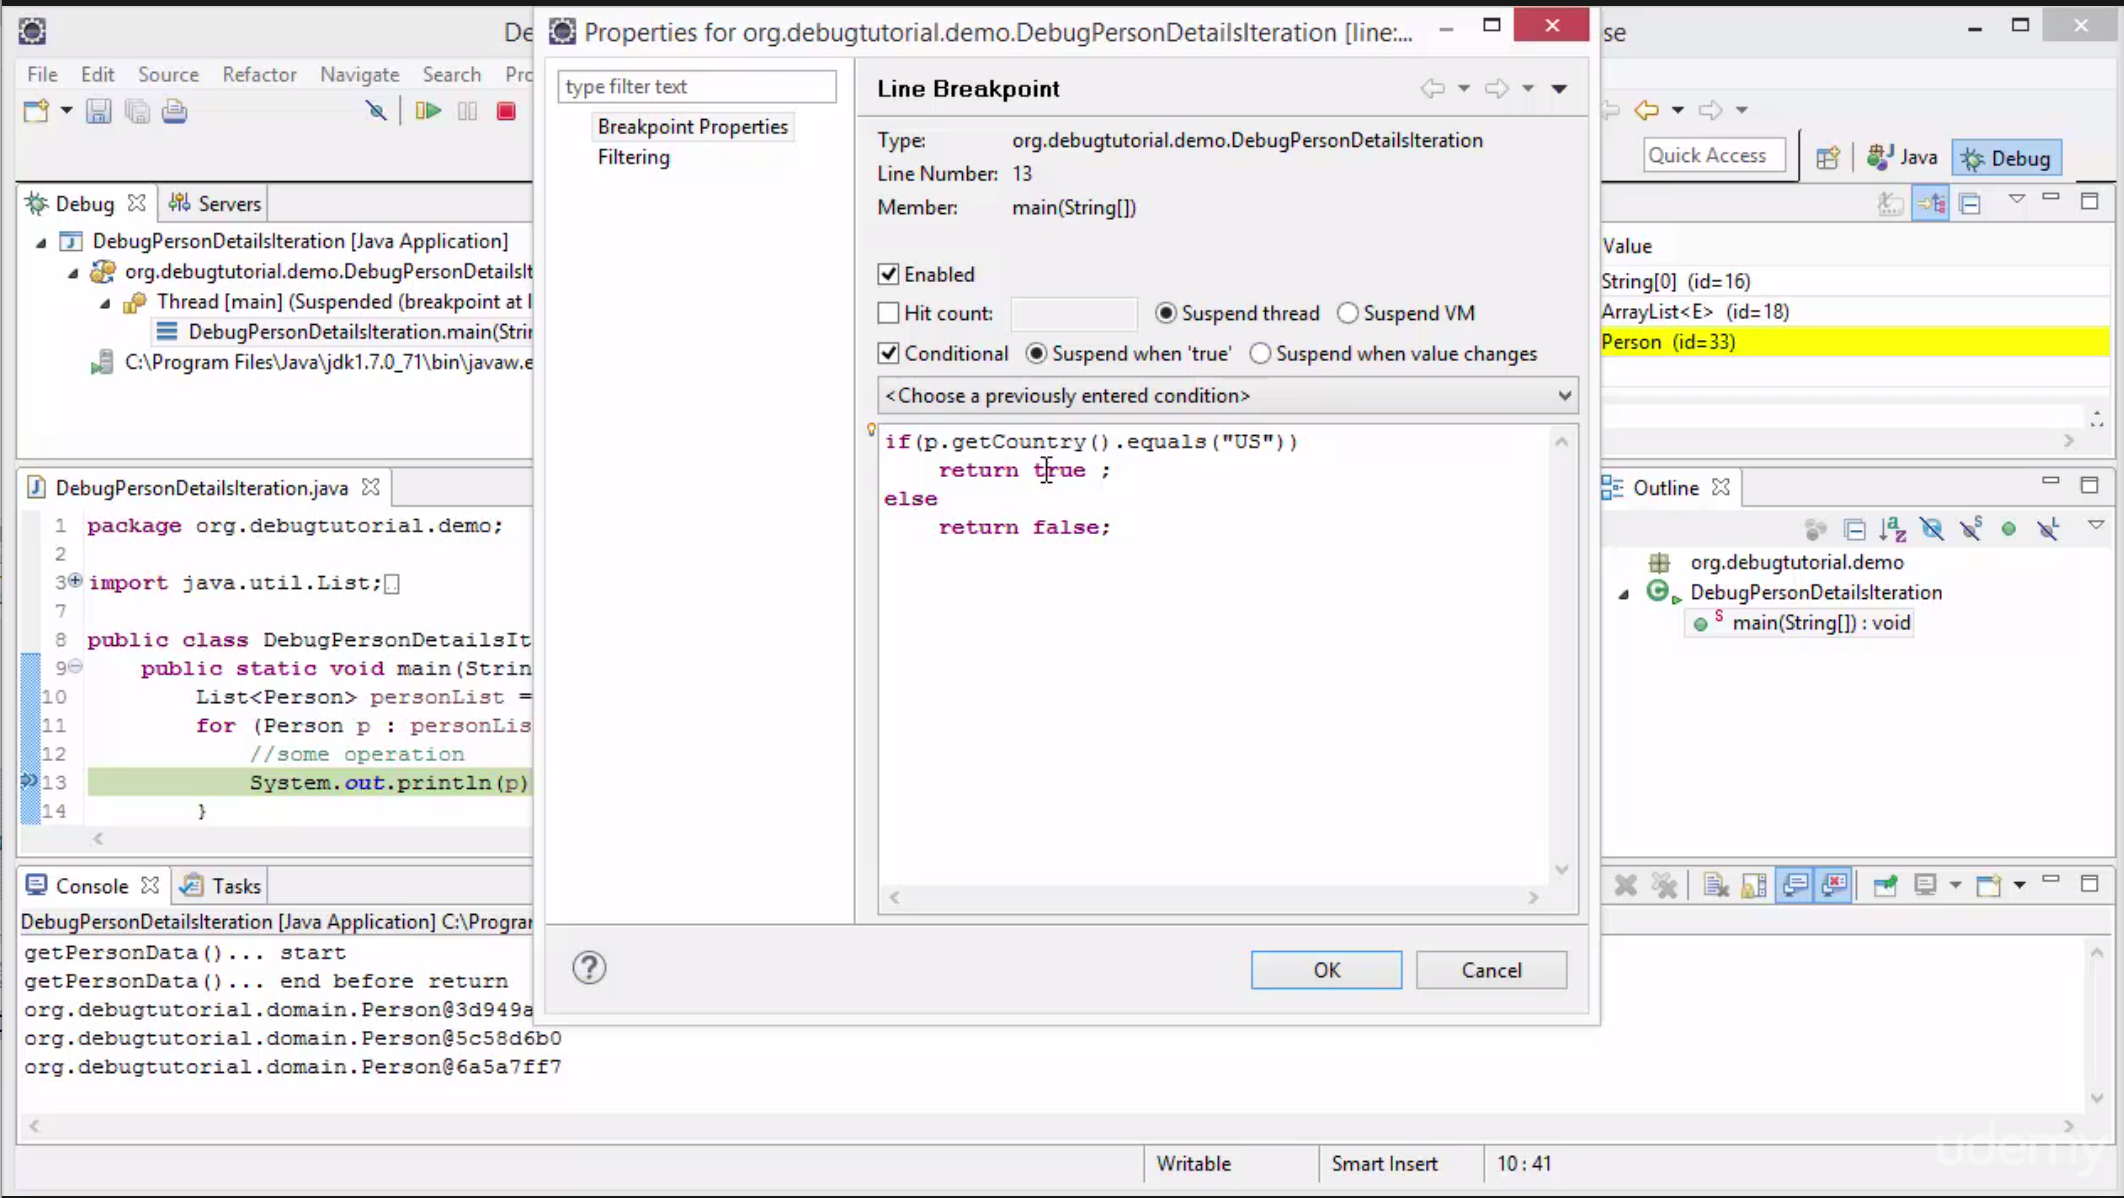 De
Properties for org.debugtutorial.demo.DebugPersonDetailsIteration [line:...
se
File Edit Source Refactor Navigate Search Pro
type filter text
Breakpoint Properties
Filtering
Line Breakpoint
Type: org.debugtutorial.demo.DebugPersonDetailsIteration
Line Number: 13
Member: main(String[])
Enabled
Hit count: Suspend thread Suspend VM
Conditional Suspend when 'true' Suspend when value changes
<Choose a previously entered condition>
if(p.getCountry().equals("US"))
return true ;
else
return false;
OK Cancel
Quick Access Java Debug
Debug Servers
DebugPersonDetailsIteration [Java Application]
org.debugtutorial.demo.DebugPersonDetailsIt
Thread [main] (Suspended (breakpoint at l
DebugPersonDetailsIteration.main(Strin
C:\Program Files\Java\jdk1.7.0_71\bin\javaw.e
Value
String[0] (id=16)
ArrayList<E> (id=18)
Person (id=33)
DebugPersonDetailsIteration.java
1 package org.debugtutorial.demo;
2
3 import java.util.List;
7
8 public class DebugPersonDetailsIt
9 public static void main(Strin
10 List<Person> personList =
11 for (Person p : personLis
12 //some operation
13 System.out.println(p)
14 }
Outline
org.debugtutorial.demo
DebugPersonDetailsIteration
main(String[]) : void
Console Tasks
DebugPersonDetailsIteration [Java Application] C:\Progran
getPersonData()... start
getPersonData()... end before return
org.debugtutorial.domain.Person@3d949a
org.debugtutorial.domain.Person@5c58d6b0
org.debugtutorial.domain.Person@6a5a7ff7
Writable Smart Insert 10 : 41
udemy